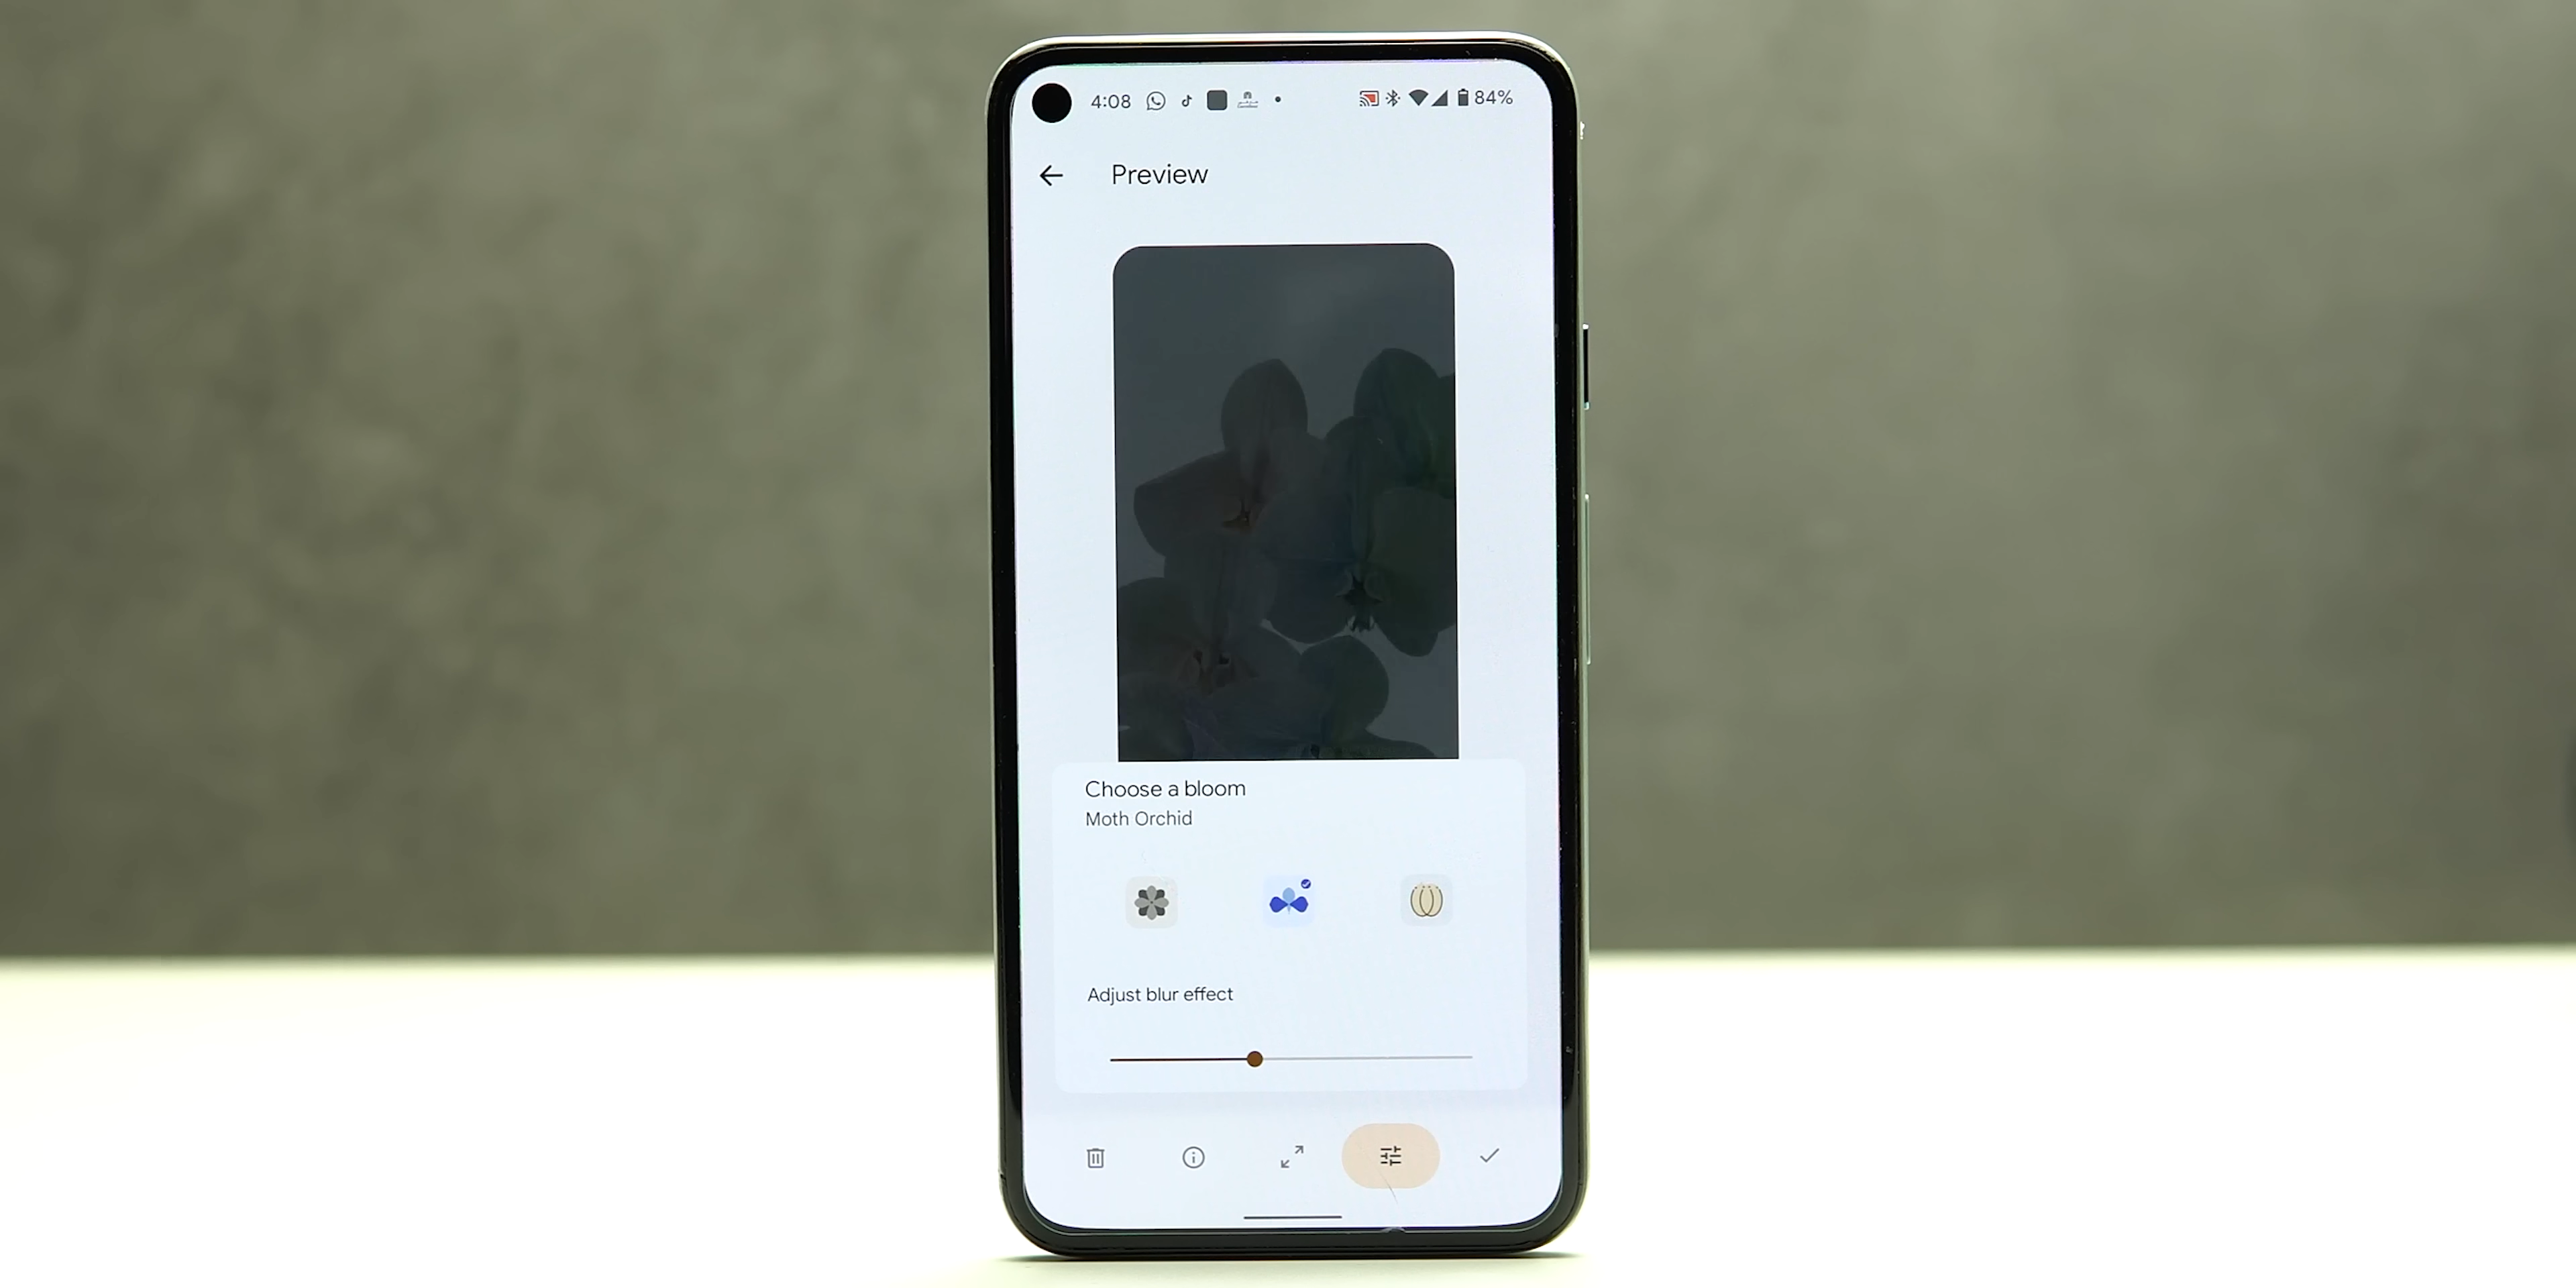 4:08
84%
Preview
Choose a bloom
Moth Orchid
Adjust blur effect